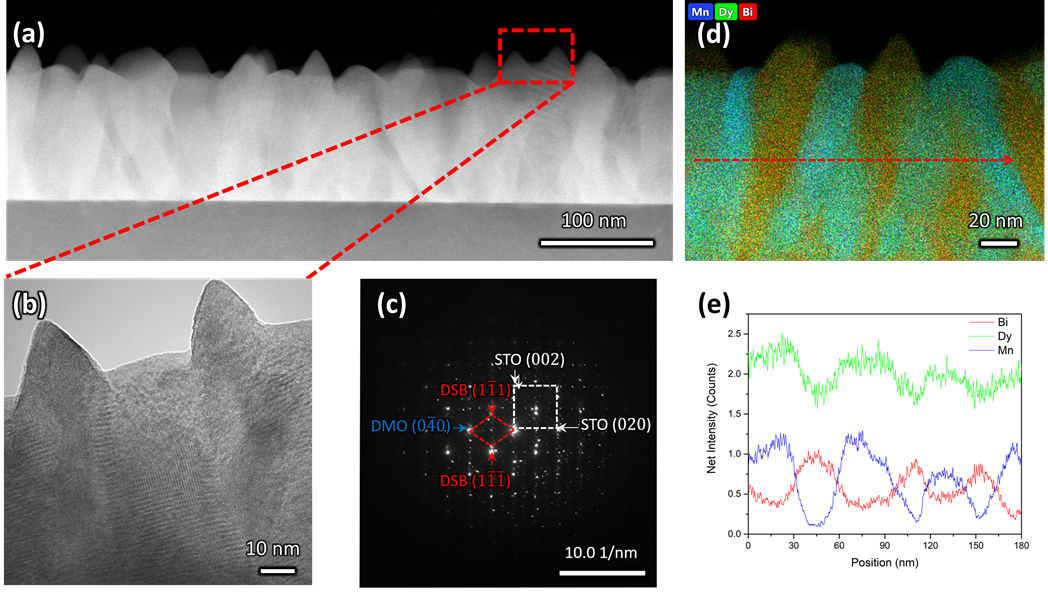 (a)
100 nm
(b)
10 nm
(c)
STO (002)
DSB (11̅1)
DMO (04̅0)
STO (020)
DSB (11̅1̅)
10.0 1/nm
Mn Dy Bi
(d)
20 nm
(e)
Bi
Dy
Mn
Net Intensity (Counts)
2.5
2.0
1.5
1.0
0.5
0.0
0 30 60 90 120 150 180
Position (nm)